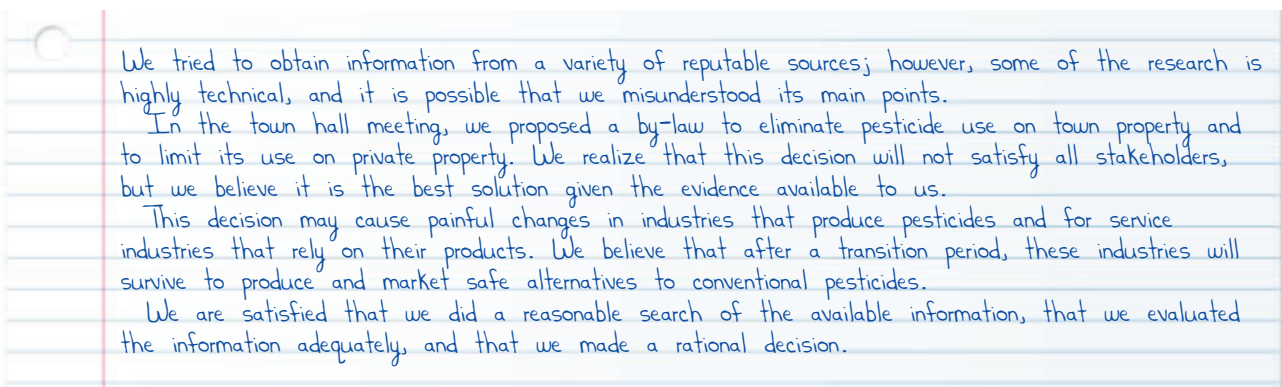 We tried to obtain information from a variety of reputable sources; however, some of the research is
highly technical, and it is possible that we misunderstood its main points.
In the town hall meeting, we proposed a by-law to eliminate pesticide use on town property and
to limit its use on private property. We realize that this decision will not satisfy all stakeholders,
but we believe it is the best solution given the evidence available to us.
This decision may cause painful changes in industries that produce pesticides and for service
industries that rely on their products. We believe that after a transition period, these industries will
survive to produce and market safe alternatives to conventional pesticides.
We are satisfied that we did a reasonable search of the available information, that we evaluated
the information adequately, and that we made a rational decision.